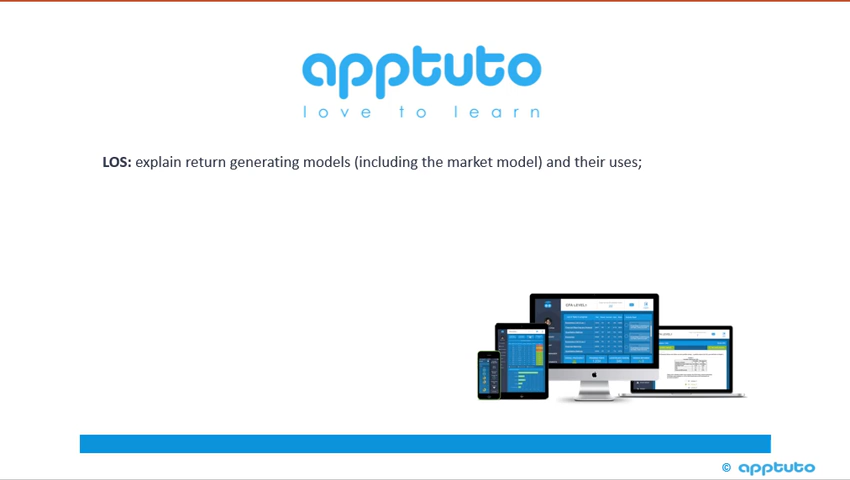 apptuto
love to learn
LOS: explain return generating models (including the market model) and their uses;
© apptuto